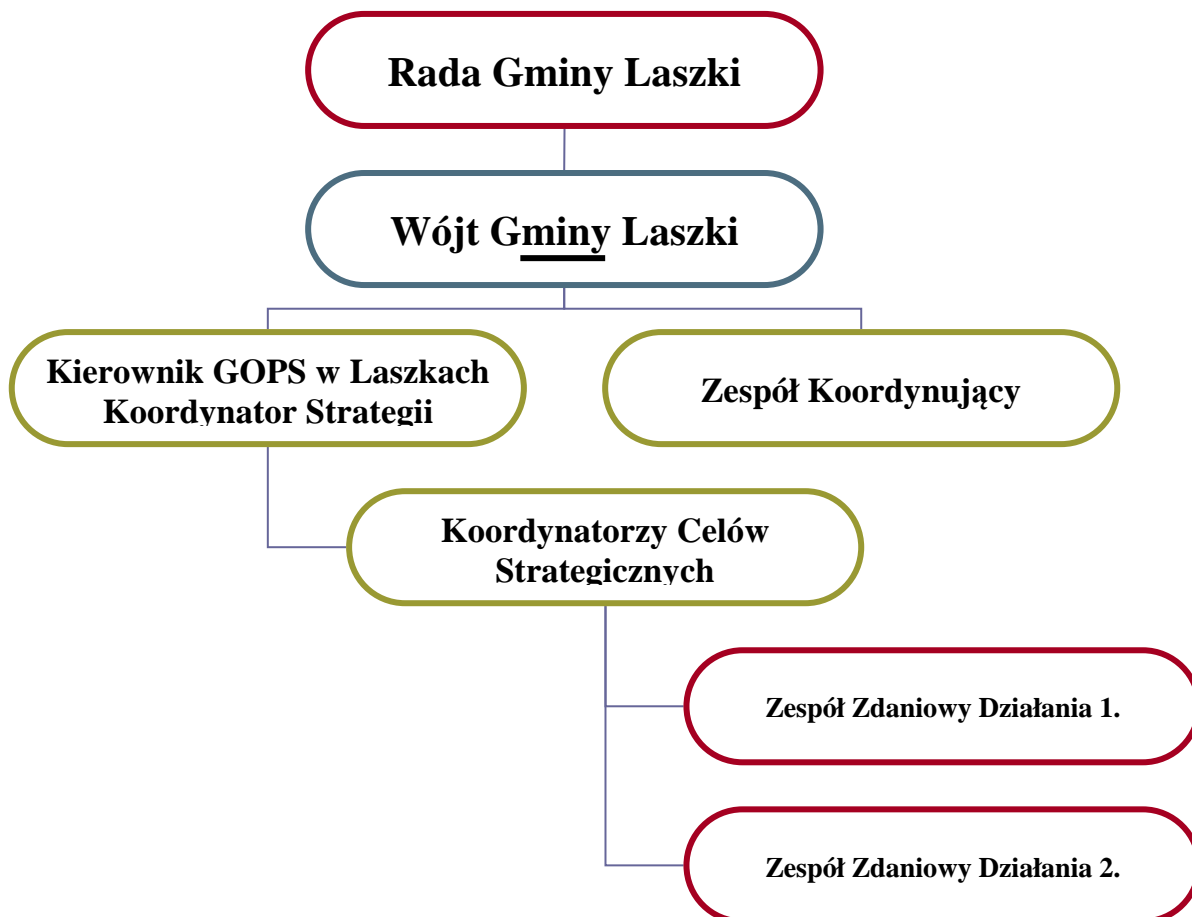 Rada Gminy Laszki
Wójt Gminy Laszki
Kierownik GOPS w Laszkach
Koordynator Strategii
Zespół Koordynujący
Koordynatorzy Celów
Strategicznych
Zespół Zdaniowy Działania 1.
Zespół Zdaniowy Działania 2.